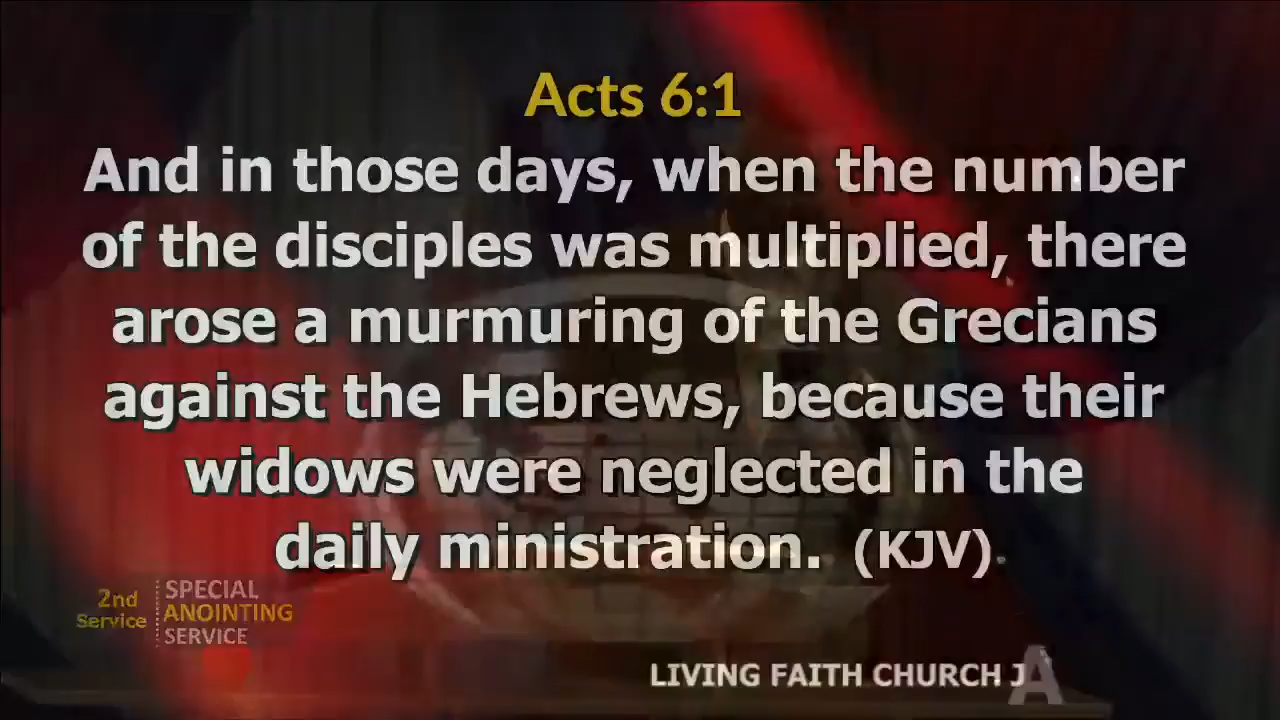 Acts 6:1
And in those days, when the number
of the disciples was multiplied, there
arose a murmuring of the Grecians
against the Hebrews, because their
widows were neglected in the
daily ministration. (KJV)
2nd
Service
SPECIAL
ANOINTING
SERVICE
LIVING FAITH CHURCH J
A